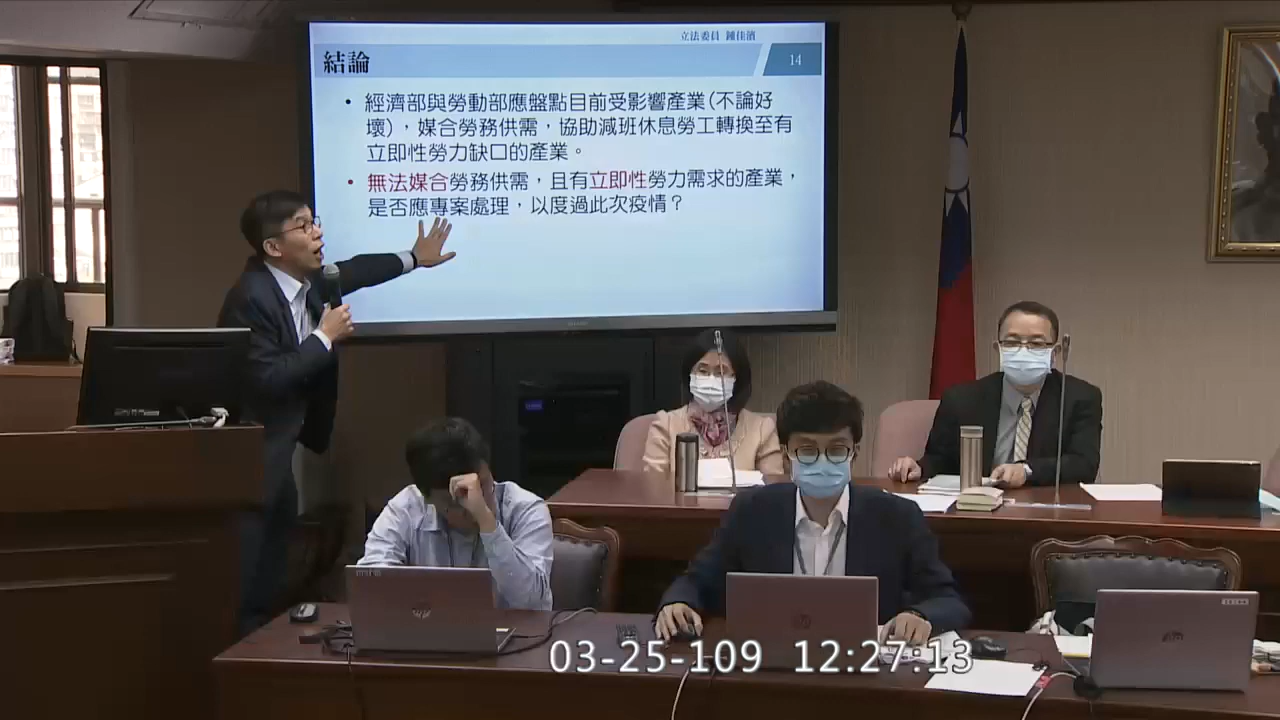 立法委員 鍾佳濱
結論
14
• 經濟部與勞動部應盤點目前受影響產業(不論好
壞)，媒合勞務供需，協助減班休息勞工轉換至有
立即性勞力缺口的產業。
• 無法媒合勞務供需，且有立即性勞力需求的產業，
是否應專案處理，以度過此次疫情？
03-25-109 12:27:13